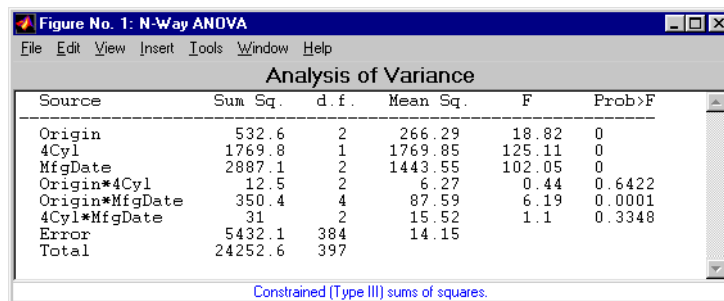 Figure No. 1: N-Way ANOVA
File Edit View Insert Tools Window Help
Analysis of Variance
Source Sum Sq. d.f. Mean Sq. F Prob>F
Origin 532.6 2 266.29 18.82 0
4Cyl 1769.8 1 1769.85 125.11 0
MfgDate 2887.1 2 1443.55 102.05 0
Origin*4Cyl 12.5 2 6.27 0.44 0.6422
Origin*MfgDate 350.4 4 87.59 6.19 0.0001
4Cyl*MfgDate 31 2 15.52 1.1 0.3348
Error 5432.1 384 14.15
Total 24252.6 397
Constrained (Type III) sums of squares.